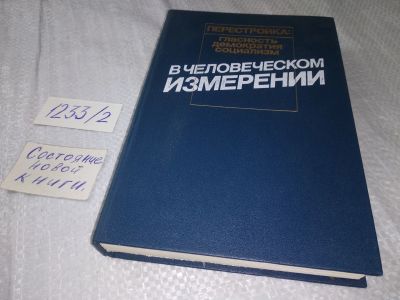 ПЕРЕСТРОЙКА:
гласность
демократия
социализм
В ЧЕЛОВЕЧЕСКОМ
ИЗМЕРЕНИИ
1233/2
Состояние
новой
книги.